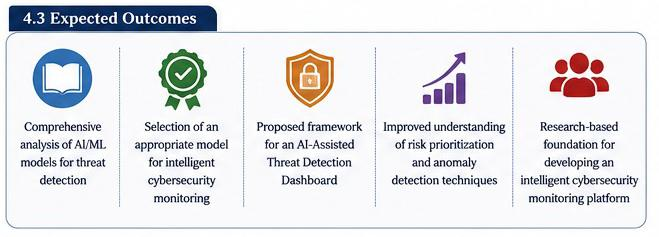 4.3 Expected Outcomes
Comprehensive
analysis of AI/ML
models for threat
detection
Selection of an
appropriate model
for intelligent
cybersecurity
monitoring
Proposed framework
for an AI-Assisted
Threat Detection
Dashboard
Improved understanding
of risk prioritization
and anomaly
detection techniques
Research-based
foundation for
developing an
intelligent cybersecurity
monitoring platform